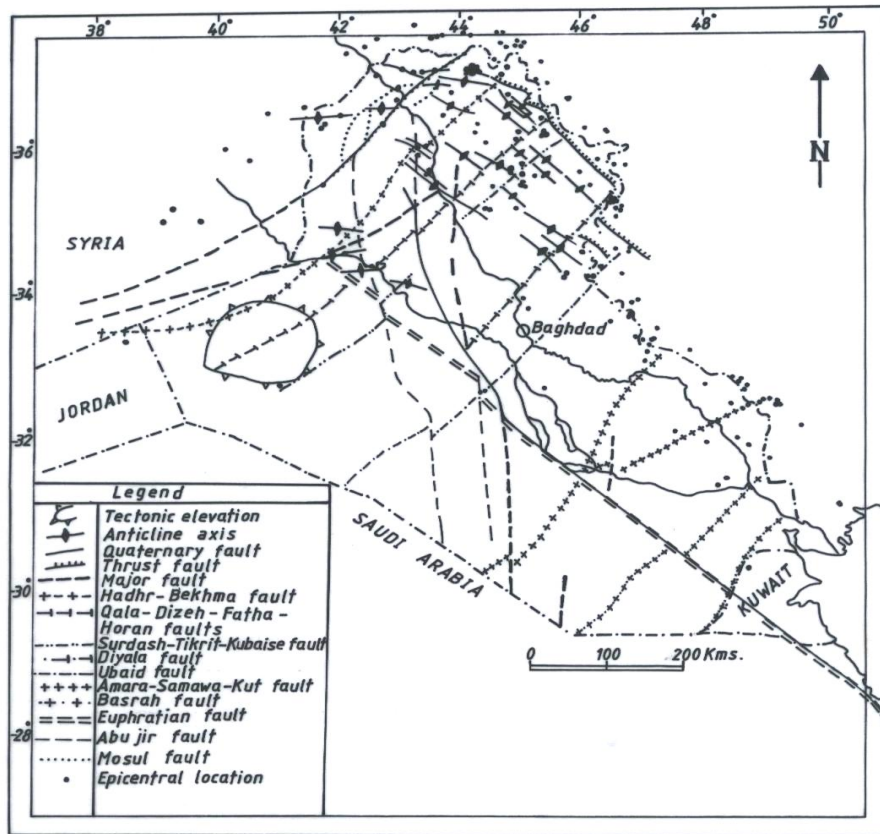 38° 40° 42° 44° 46° 48° 50°
N
36°
SYRIA
34°
Baghdad
JORDAN
32°
Legend
Tectonic elevation
Anticline axis
Quaternary fault
Thrust fault
Major fault
Hadhr-Bekhma fault
Qala-Dizeh-Fatha-
Horan faults
Surdash-Tikrit-Kubaise fault
Diyala fault
Ubaid fault
Amara-Samawa-Kut fault
Basrah fault
Euphratian fault
Abu jir fault
Mosul fault
Epicentral location
SAUDI ARABIA
30°
KUWAIT
0 100 200 Kms.
28°